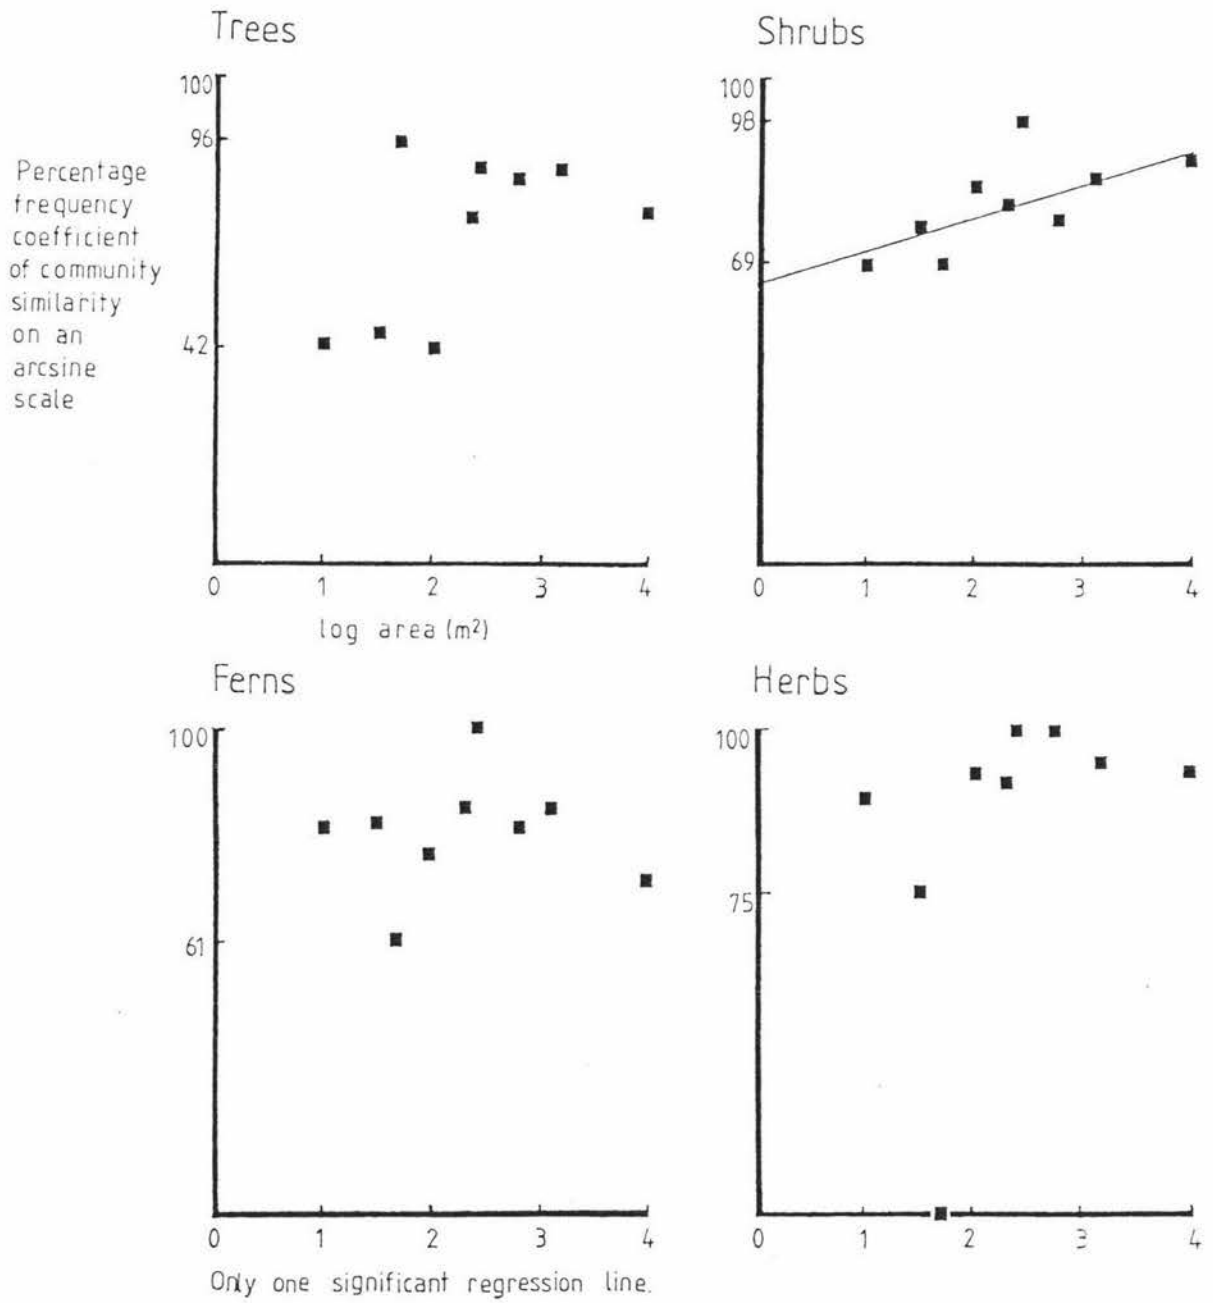 Trees
100
96
42
Percentage
frequency
coefficient
of community
similarity
on an
arcsine
scale
0 1 2 3 4
log area (m²)
Shrubs
100
98
69
0 1 2 3 4
Ferns
100
61
0 1 2 3 4
Herbs
100
75
0 1 2 3 4
Only one significant regression line.